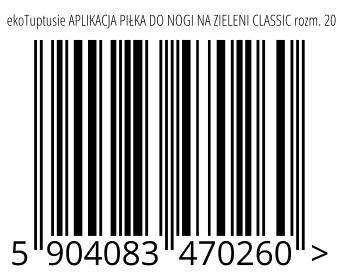 ekoTuptusie APLIKACJA PIŁKA DO NOGI NA ZIELENI CLASSIC rozm. 20
5 904083 470260 >